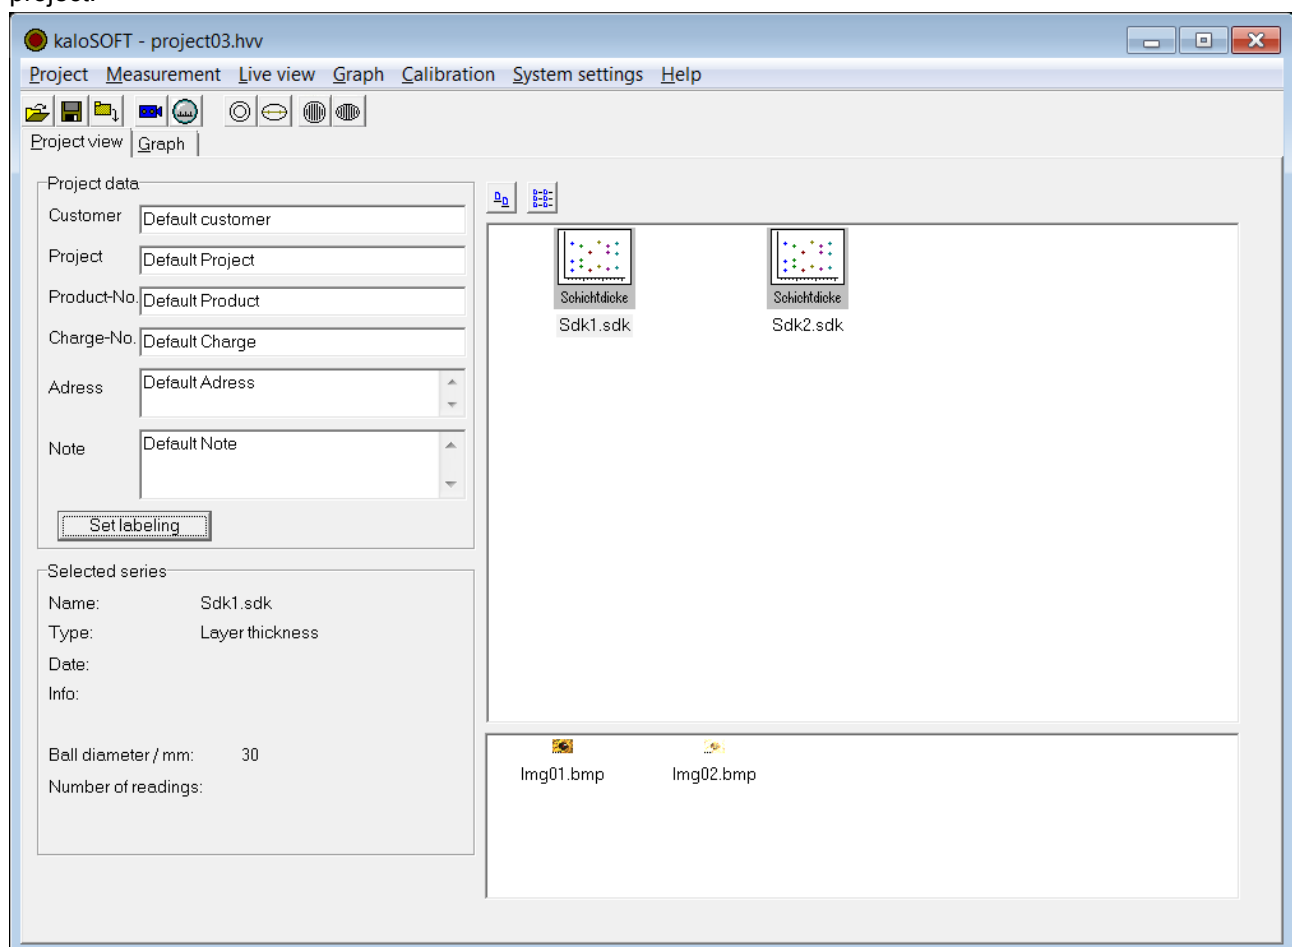 project.
kaloSOFT - project03.hvv
Project Measurement Live view Graph Calibration System settings Help
Project view Graph
Project data
Customer Default customer
Project Default Project
Product-No. Default Product
Charge-No. Default Charge
Adress Default Adress
Note Default Note
Set labeling
Selected series
Name: Sdk1.sdk
Type: Layer thickness
Date:
Info:
Ball diameter / mm: 30
Number of readings:
Schichtdicke Schichtdicke
Sdk1.sdk Sdk2.sdk
Img01.bmp Img02.bmp